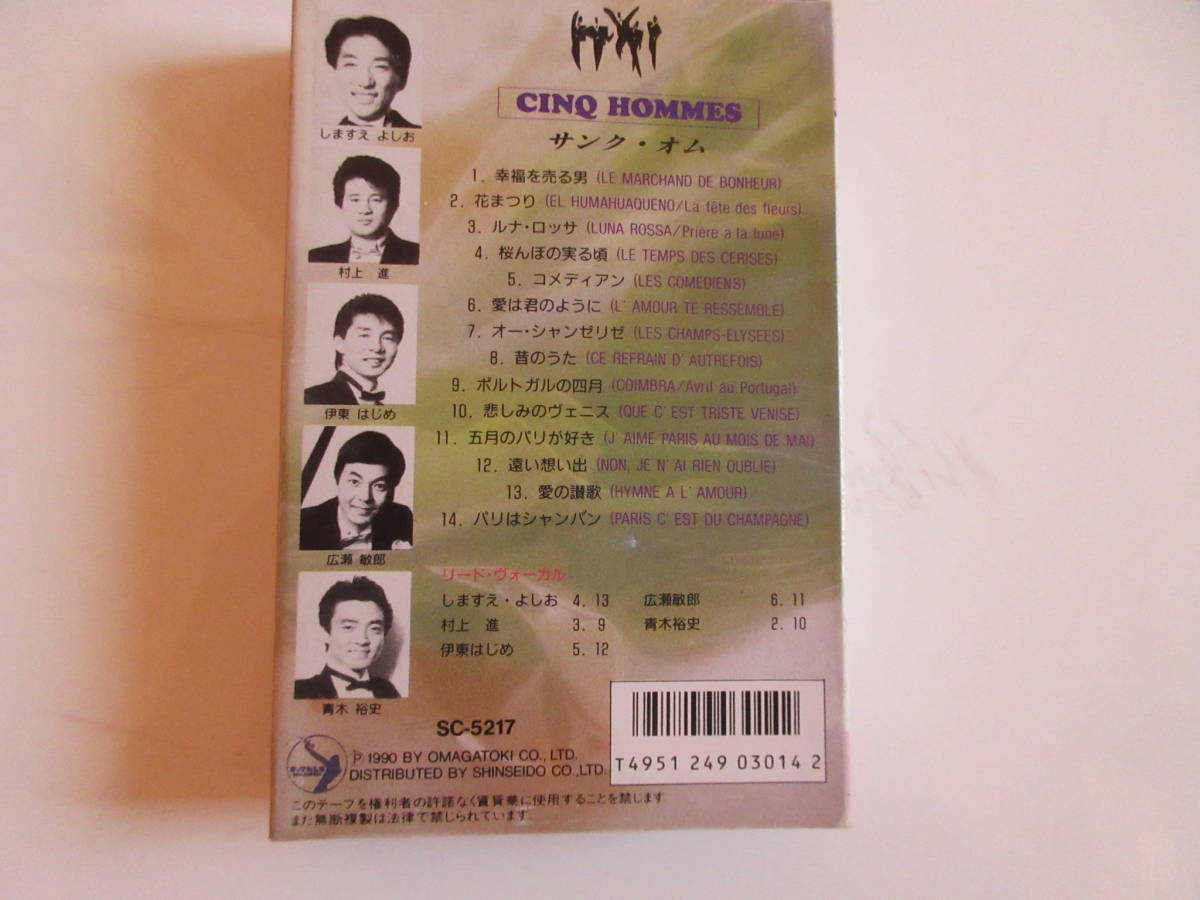 しますえ よしお
村上 進
伊東 はじめ
広瀬 敏郎
青木 裕史
CINQ HOMMES
サンク・オム
1. 幸福を売る男 (LE MARCHAND DE BONHEUR)
2. 花まつり (EL HUMAHUAQUENO/La fête des fleurs)
3. ルナ・ロッサ (LUNA ROSSA/Prière a la lune)
4. 桜んぼの実る頃 (LE TEMPS DES CERISES)
5. コメディアン (LES COMEDIENS)
6. 愛は君のように (L' AMOUR TE RESSEMBLE)
7. オー・シャンゼリゼ (LES CHAMPS-ELYSEES)
8. 昔のうた (CE REFRAIN D' AUTREFOIS)
9. ポルトガルの四月 (COIMBRA/Avril au Portugal)
10. 悲しみのヴェニス (QUE C' EST TRISTE VENISE)
11. 五月のパリが好き (J' AIME PARIS AU MOIS DE MAI)
12. 遠い想い出 (NON, JE N' AI RIEN OUBLIE)
13. 愛の讃歌 (HYMNE A L' AMOUR)
14. パリはシャンパン (PARIS C' EST DU CHAMPAGNE)
リード・ヴォーカル
しますえ・よしお 4. 13 広瀬敏郎 6. 11
村上 進 3. 9 青木裕史 2. 10
伊東はじめ 5. 12
SC-5217
Ⓟ 1990 BY OMAGATOKI CO., LTD.
DISTRIBUTED BY SHINSEIDO CO., LTD.
T4951 249 03014 2
このテープを権利者の許諾なく賃貸業に使用することを禁じます
また無断複製は法律で禁じられています。